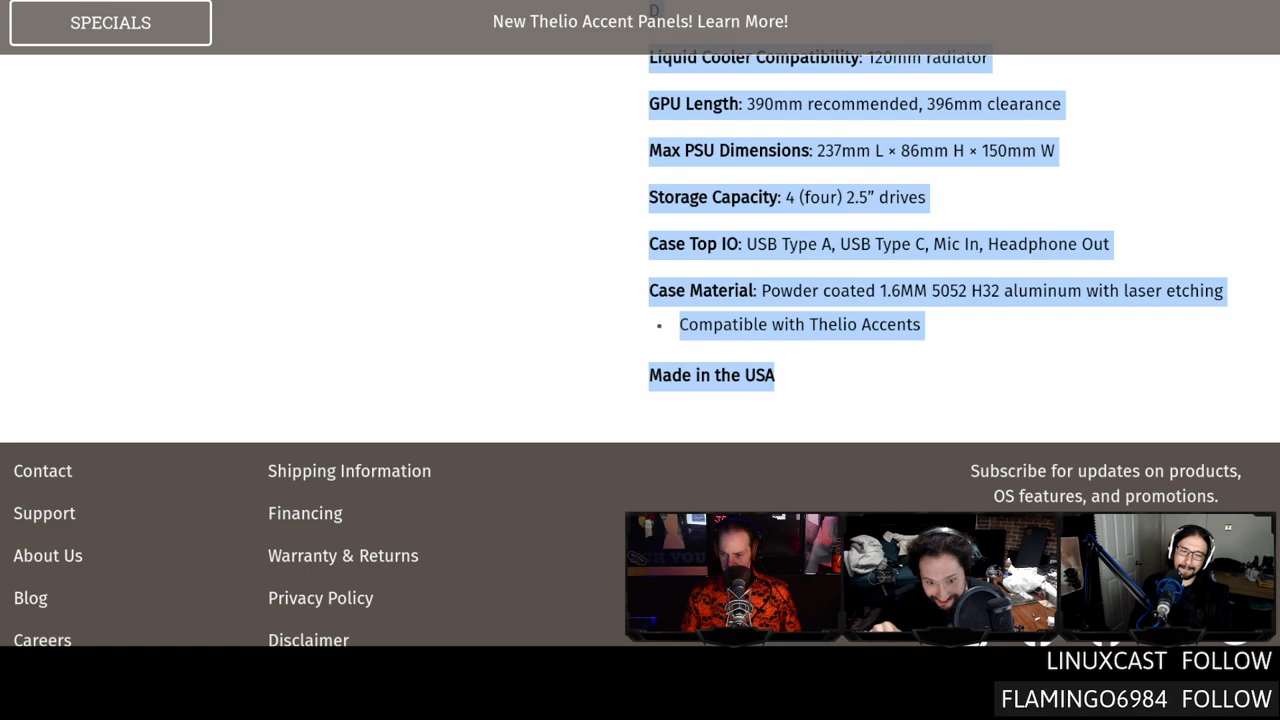 SPECIALS
New Thelio Accent Panels! Learn More!
D
Liquid Cooler Compatibility: 120mm radiator
GPU Length: 390mm recommended, 396mm clearance
Max PSU Dimensions: 237mm L × 86mm H × 150mm W
Storage Capacity: 4 (four) 2.5” drives
Case Top IO: USB Type A, USB Type C, Mic In, Headphone Out
Case Material: Powder coated 1.6MM 5052 H32 aluminum with laser etching
• Compatible with Thelio Accents
Made in the USA
Contact
Support
About Us
Blog
Careers
Shipping Information
Financing
Warranty & Returns
Privacy Policy
Disclaimer
Subscribe for updates on products,
OS features, and promotions.
LINUXCAST FOLLOW
FLAMINGO6984 FOLLOW